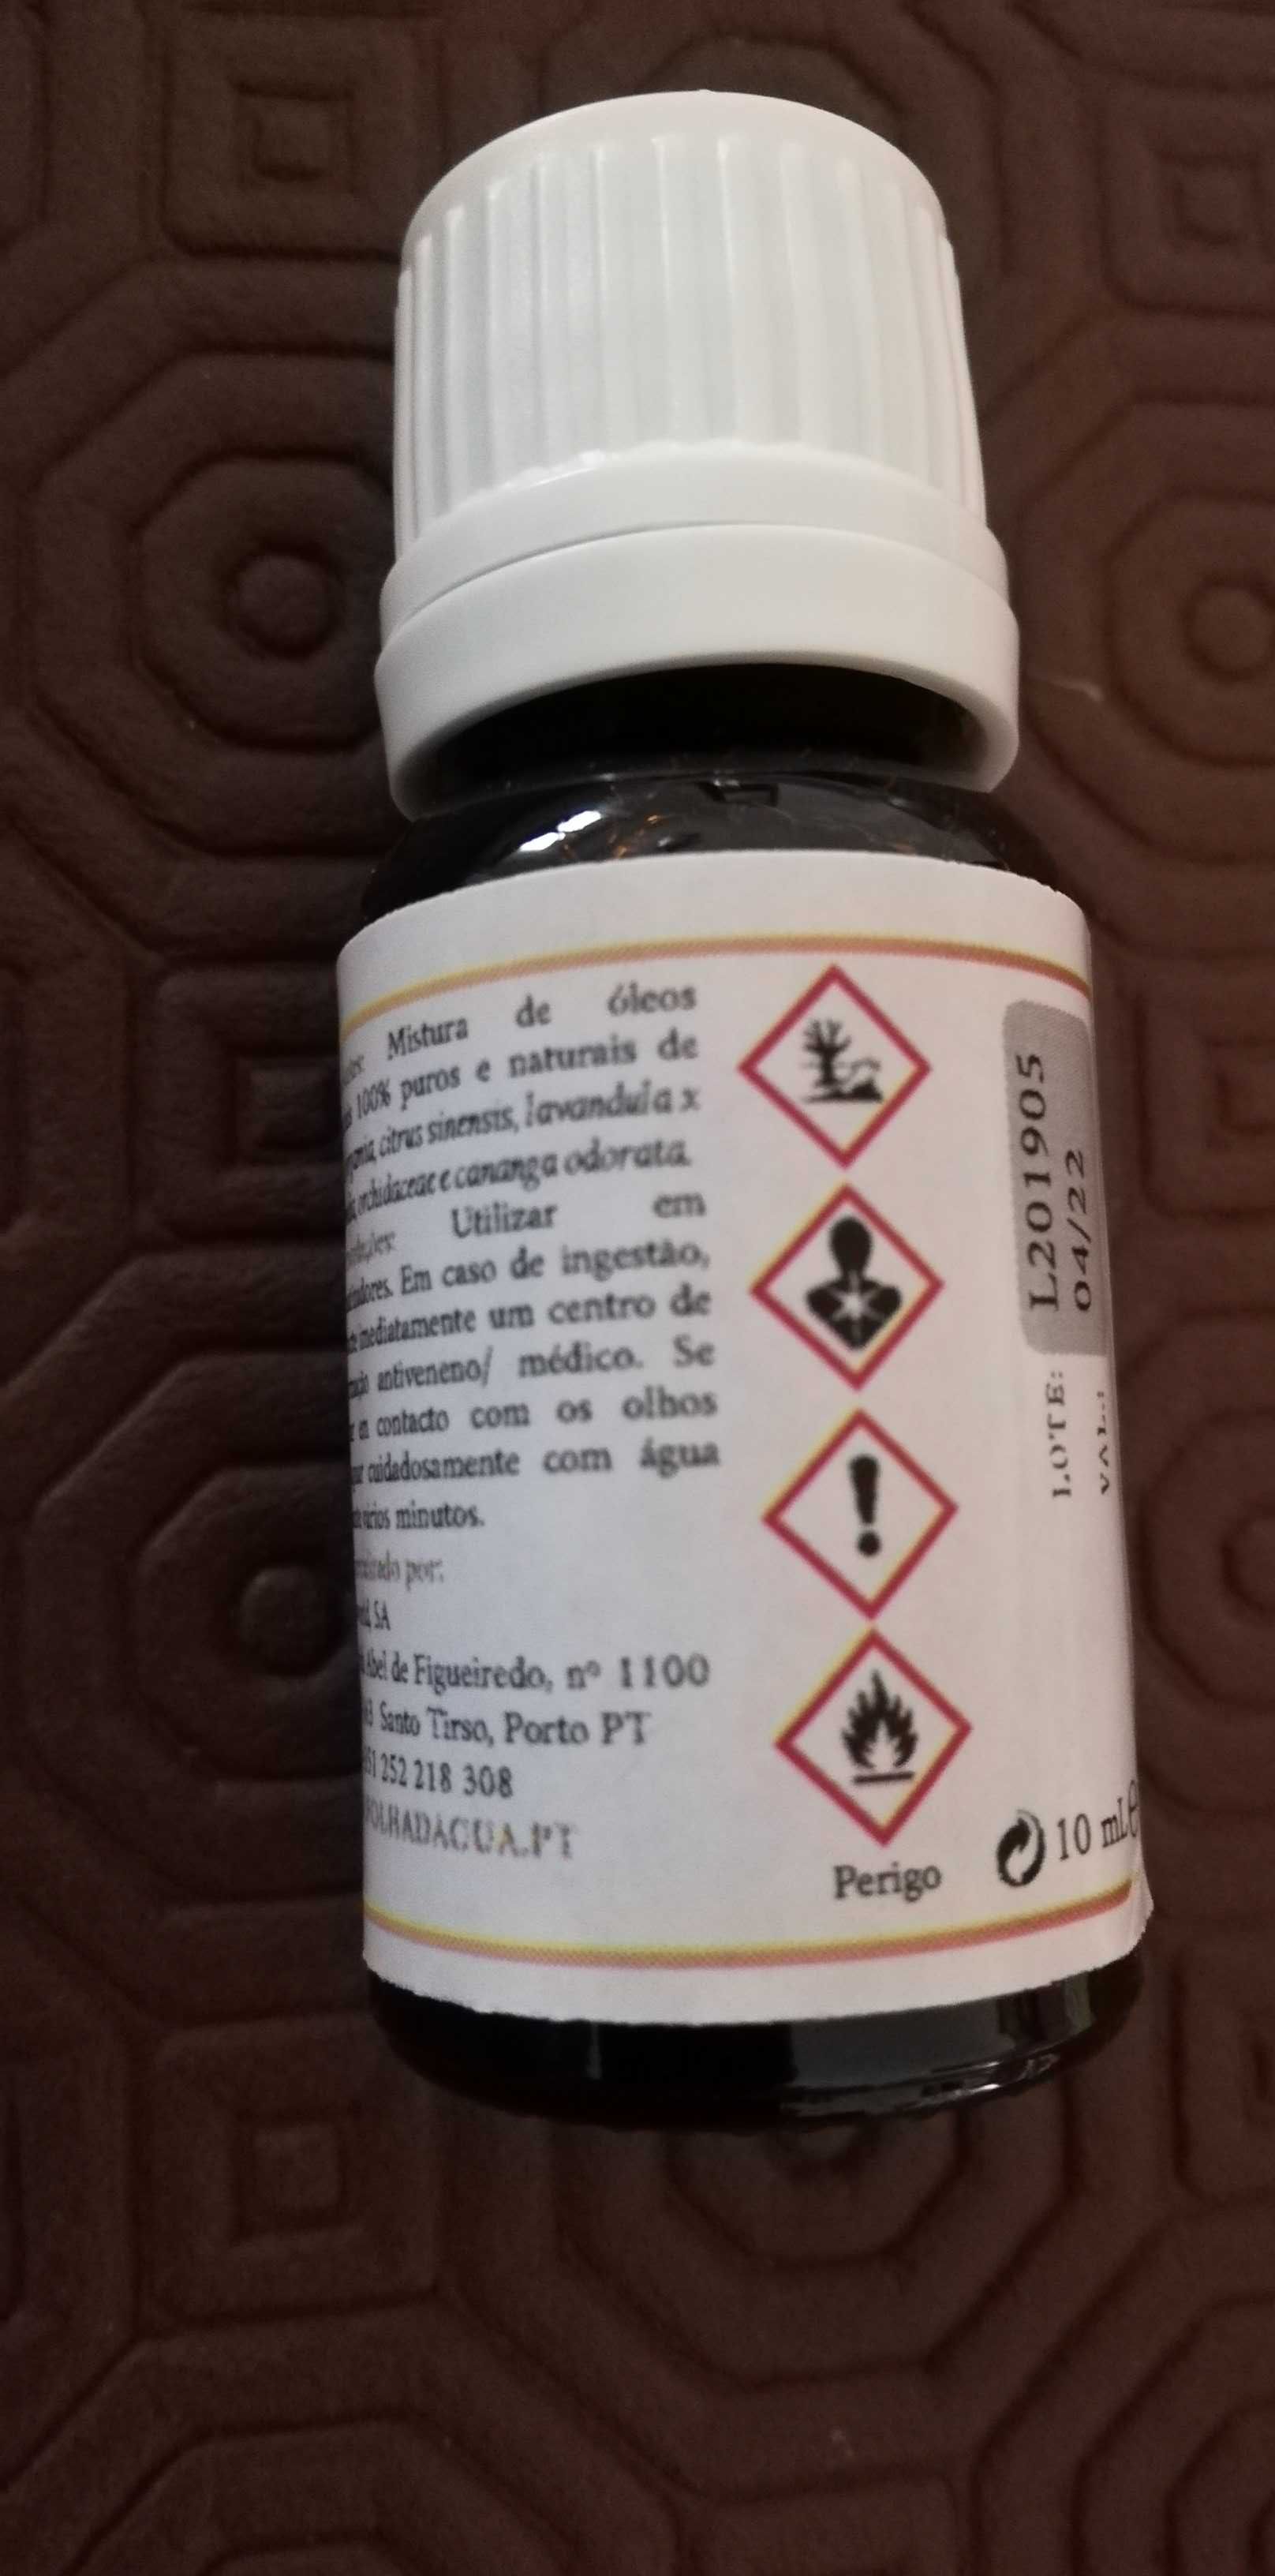 Mistura de óleos
100% puros e naturais de
citrus sinensis, lavandula x
orchidaceae e cananga odorata.
Utilizar em
Em caso de ingestão,
imediatamente um centro de
antiveneno/ médico. Se
contacto com os olhos
cuidadosamente com água
minutos.
por:
SA
Abel de Figueiredo, nº 1100
Santo Tirso, Porto PT
252 218 308
Perigo
LOTE: L201905
VAL.: 04/22
10 mL e